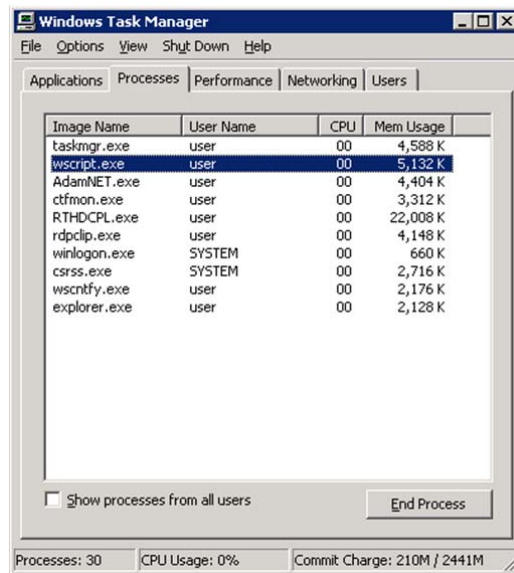 Windows Task Manager
File Options View Shut Down Help
Applications Processes Performance Networking Users
Image Name User Name CPU Mem Usage
taskmgr.exe user 00 4,588 K
wscript.exe user 00 5,132 K
AdamNET.exe user 00 4,404 K
ctfmon.exe user 00 3,312 K
RTHDCPL.exe user 00 22,008 K
rdpclip.exe user 00 4,148 K
winlogon.exe SYSTEM 00 660 K
csrss.exe SYSTEM 00 2,716 K
wscntfy.exe user 00 2,176 K
explorer.exe user 00 2,128 K
Show processes from all users End Process
Processes: 30 CPU Usage: 0% Commit Charge: 210M / 2441M